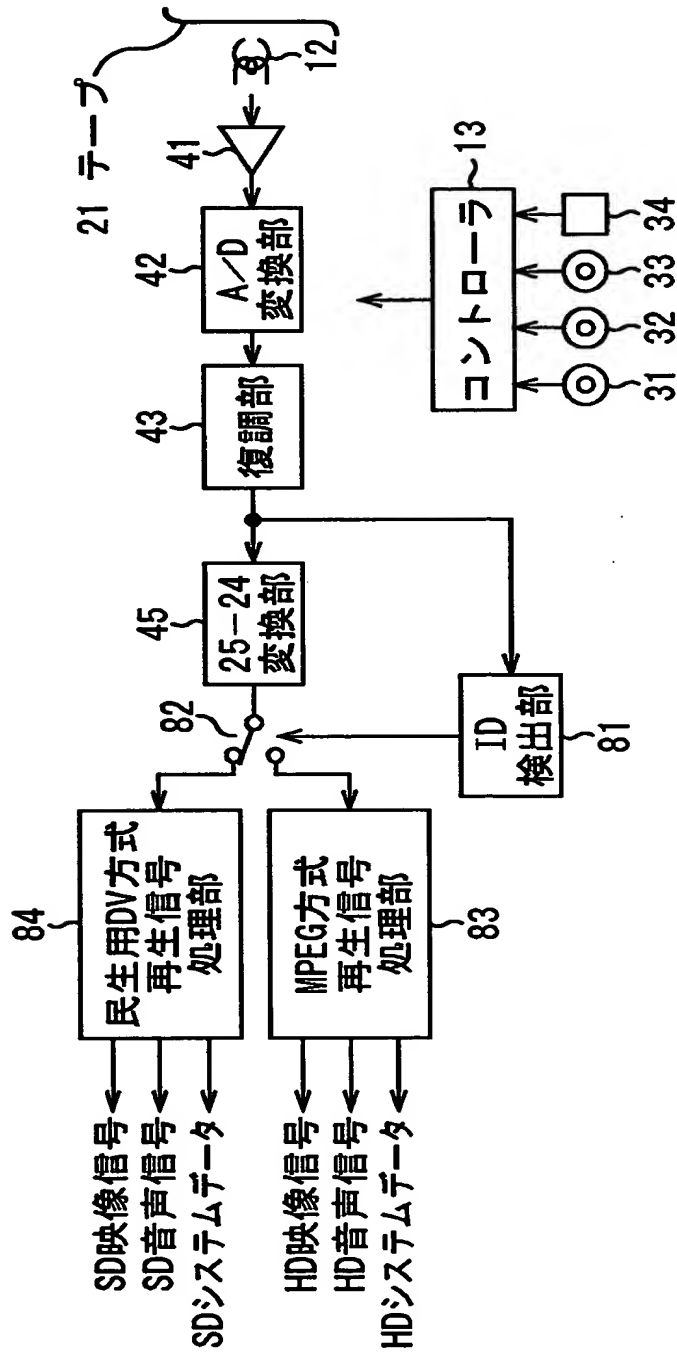 21 テープ
12
41
42
A/D
変換部
43
復調部
45
25-24
変換部
82
ID
検出部
81
84
民生用DV方式
再生信号
処理部
MPEG方式
再生信号
処理部
83
SD映像信号
SD音声信号
SDシステムデータ
HD映像信号
HD音声信号
HDシステムデータ
コントローラ
13
31
32
33
34